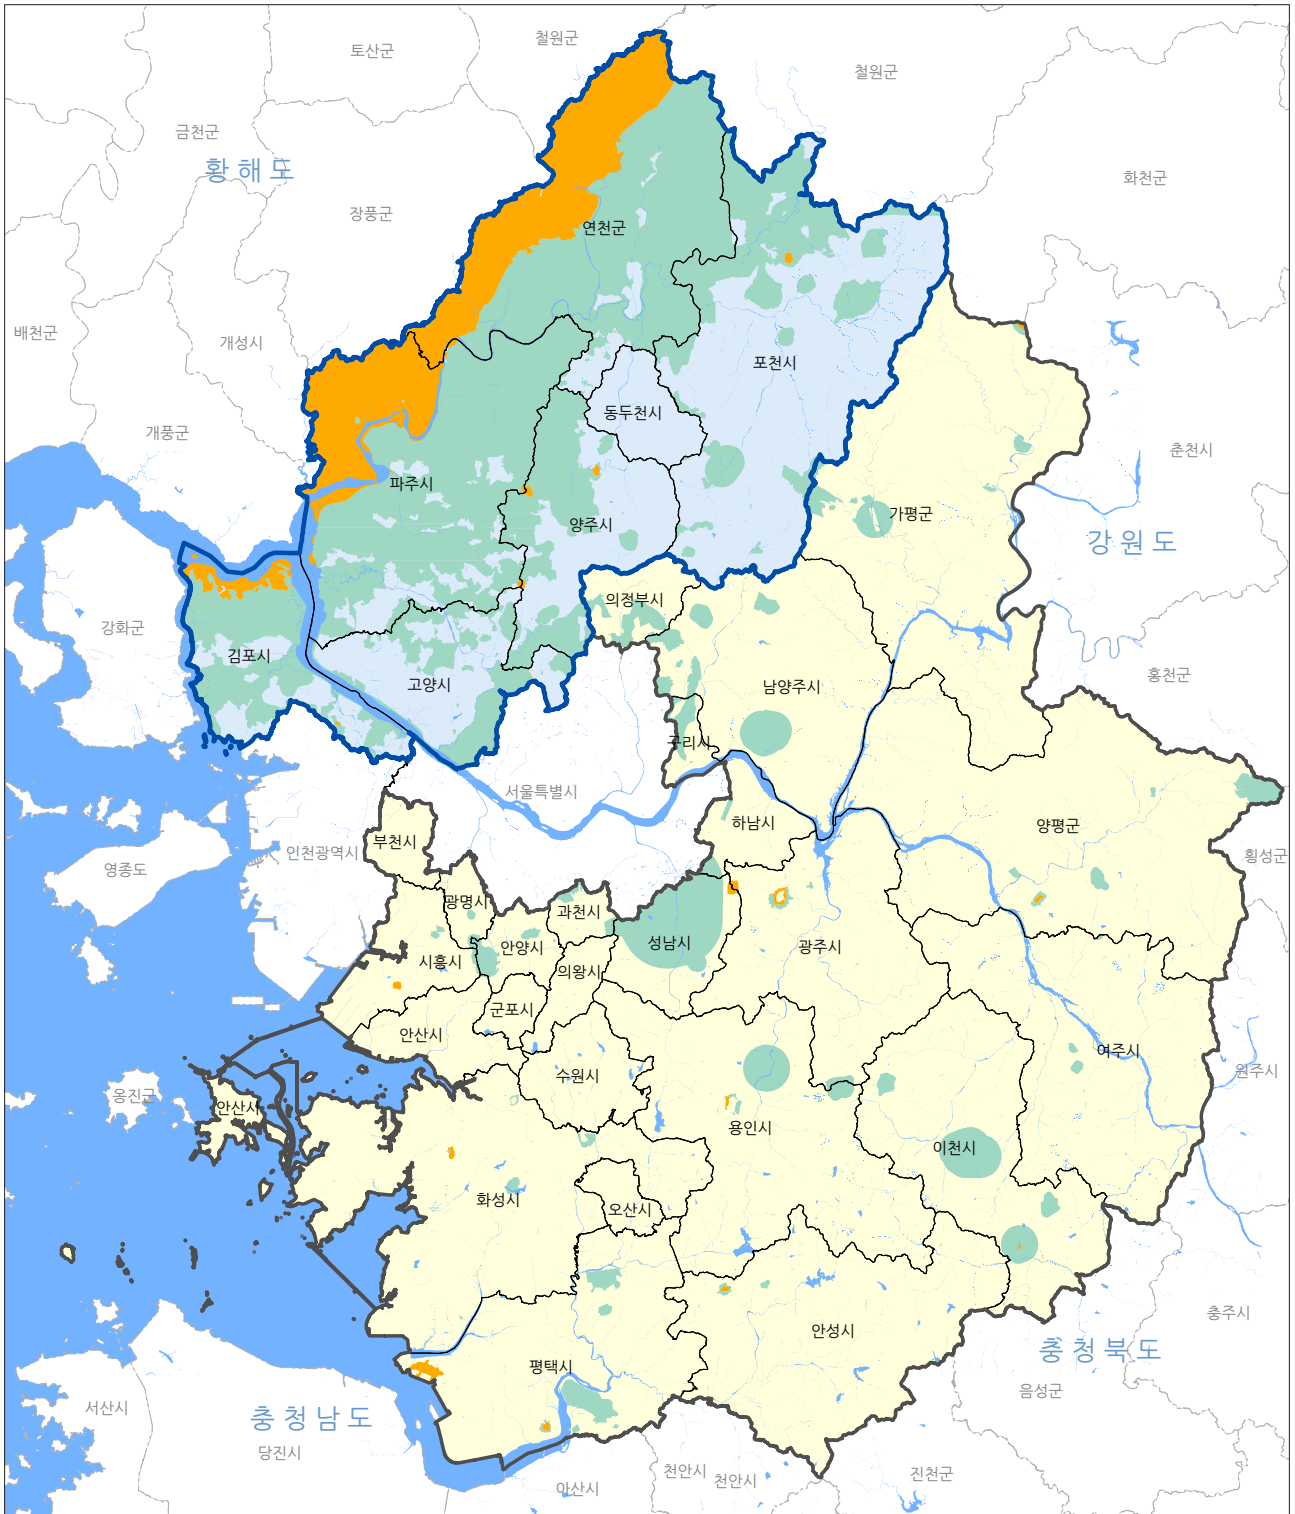 철원군
토산군
철원군
금천군
황해도
화천군
장풍군
연천군
배천군
개성시
포천시
동두천시
개풍군
춘천시
파주시
가평군
양주시
강원도
의정부시
강화군
김포시
홍천군
고양시
남양주시
구리시
서울특별시
하남시
양평군
부천시
인천광역시
횡성군
영종도
광명시
과천시
성남시
안양시
광주시
시흥시
의왕시
군포시
안산시
여주시
원주시
수원시
옹진군
안산시
용인시
이천시
화성시
오산시
충주시
안성시
충청북도
평택시
음성군
서산시
충청남도
당진시
천안시
진천군
천안시
아산시